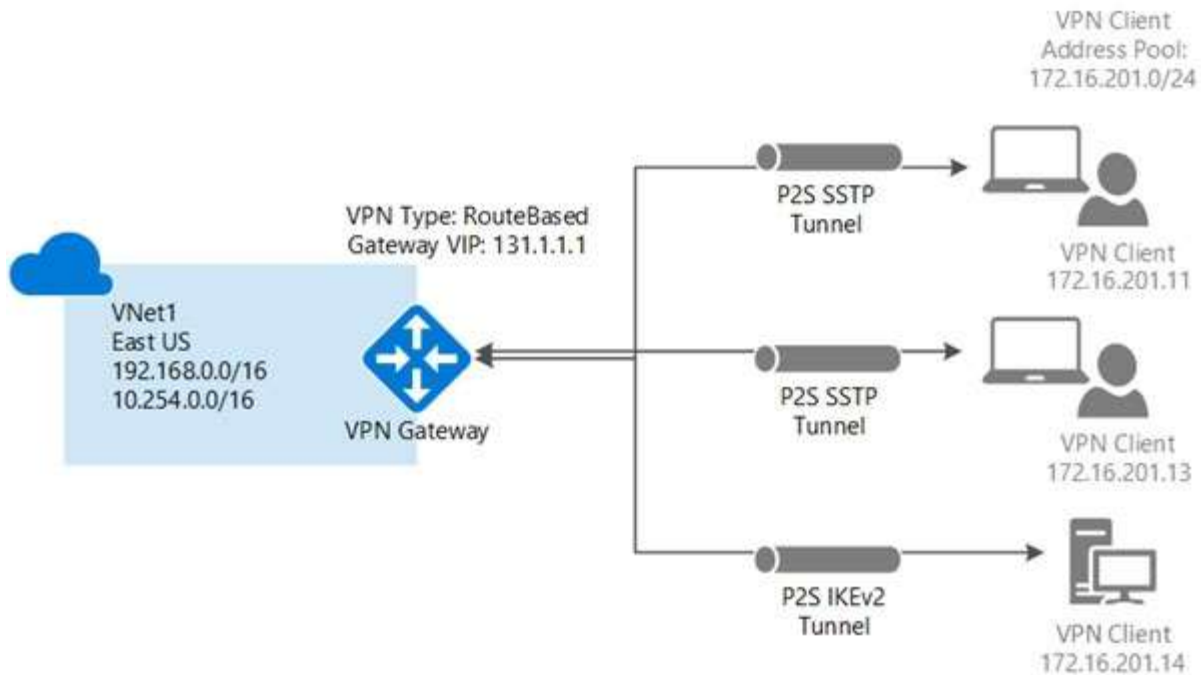 VPN Client
Address Pool:
172.16.201.0/24
P2S SSTP
Tunnel
VPN Client
172.16.201.11
VPN Type: RouteBased
Gateway VIP: 131.1.1.1
VNet1
East US
192.168.0.0/16
10.254.0.0/16
VPN Gateway
P2S SSTP
Tunnel
VPN Client
172.16.201.13
P2S IKEv2
Tunnel
VPN Client
172.16.201.14